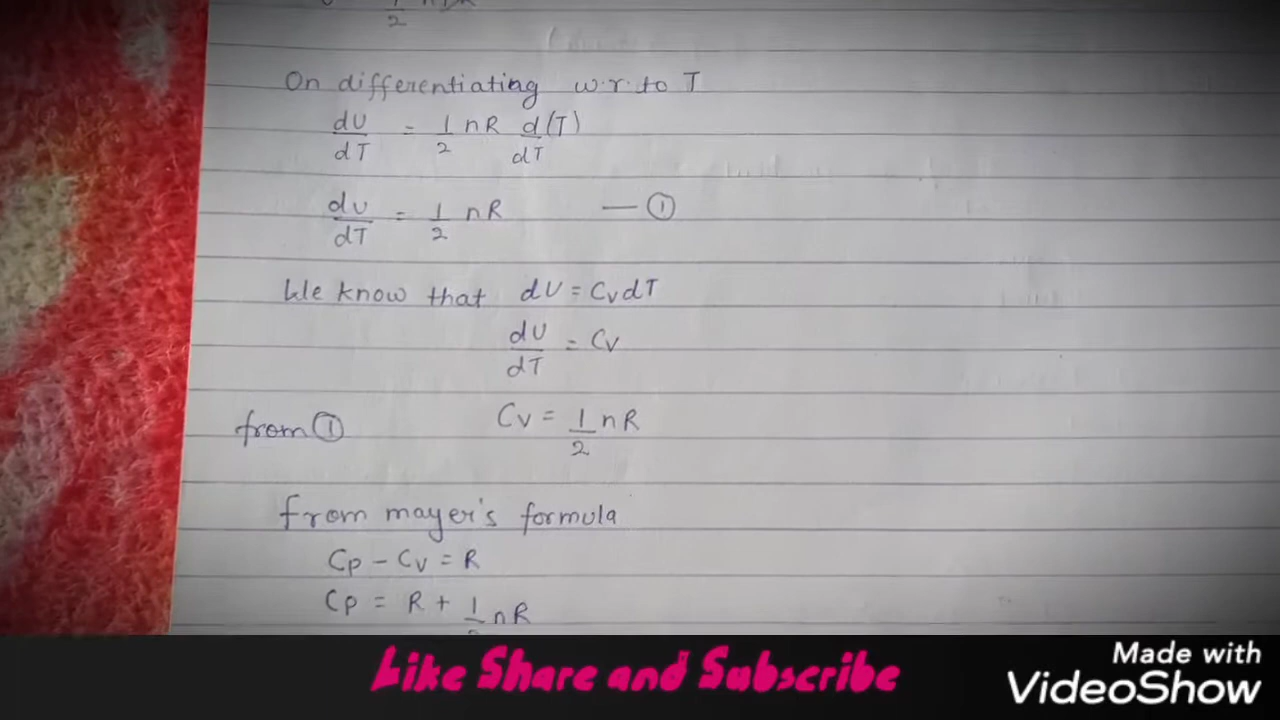 On differentiating w.r.to T
dU/dT = 1/2 nR d(T)/dT
dU/dT = 1/2 nR — ①
We know that dU = CvdT
dU/dT = Cv
from ① Cv = 1/2 nR
from mayer's formula
Cp - Cv = R
Cp = R + 1/2 nR
Like Share and Subscribe
Made with
VideoShow